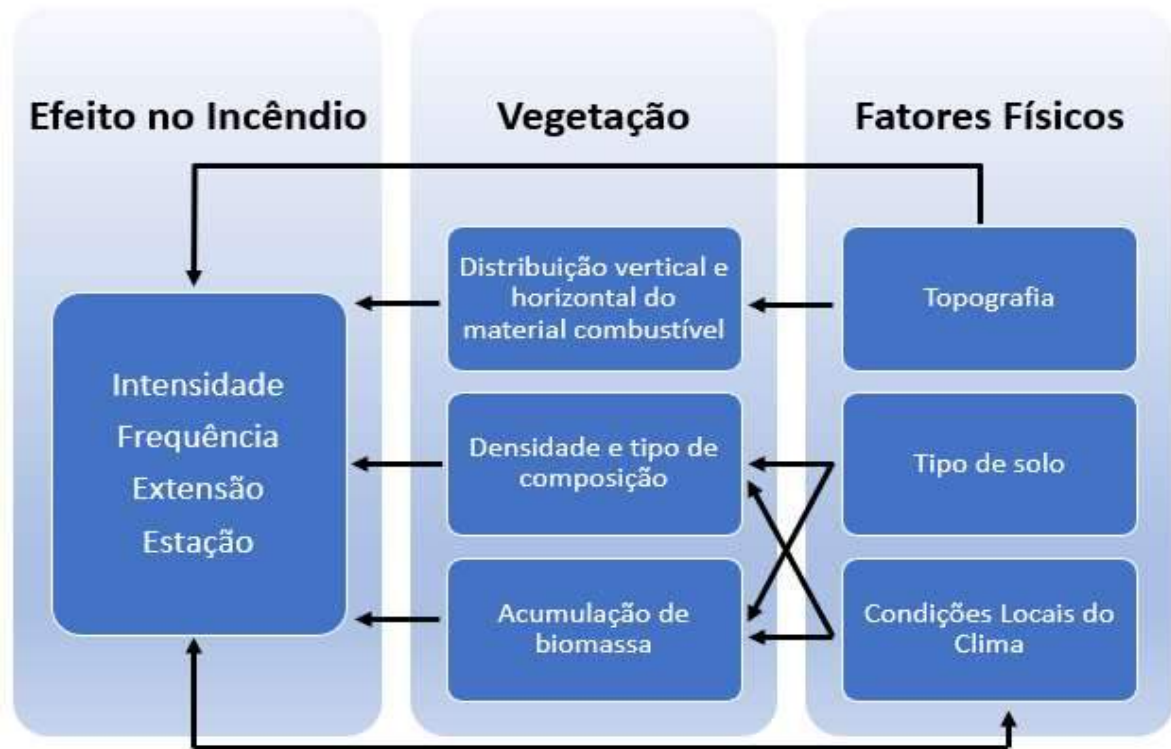 Efeito no Incêndio
Intensidade
Frequência
Extensão
Estação
Vegetação
Distribuição vertical e
horizontal do
material combustível
Densidade e tipo de
composição
Acumulação de
biomassa
Fatores Físicos
Topografia
Tipo de solo
Condições Locais do
Clima